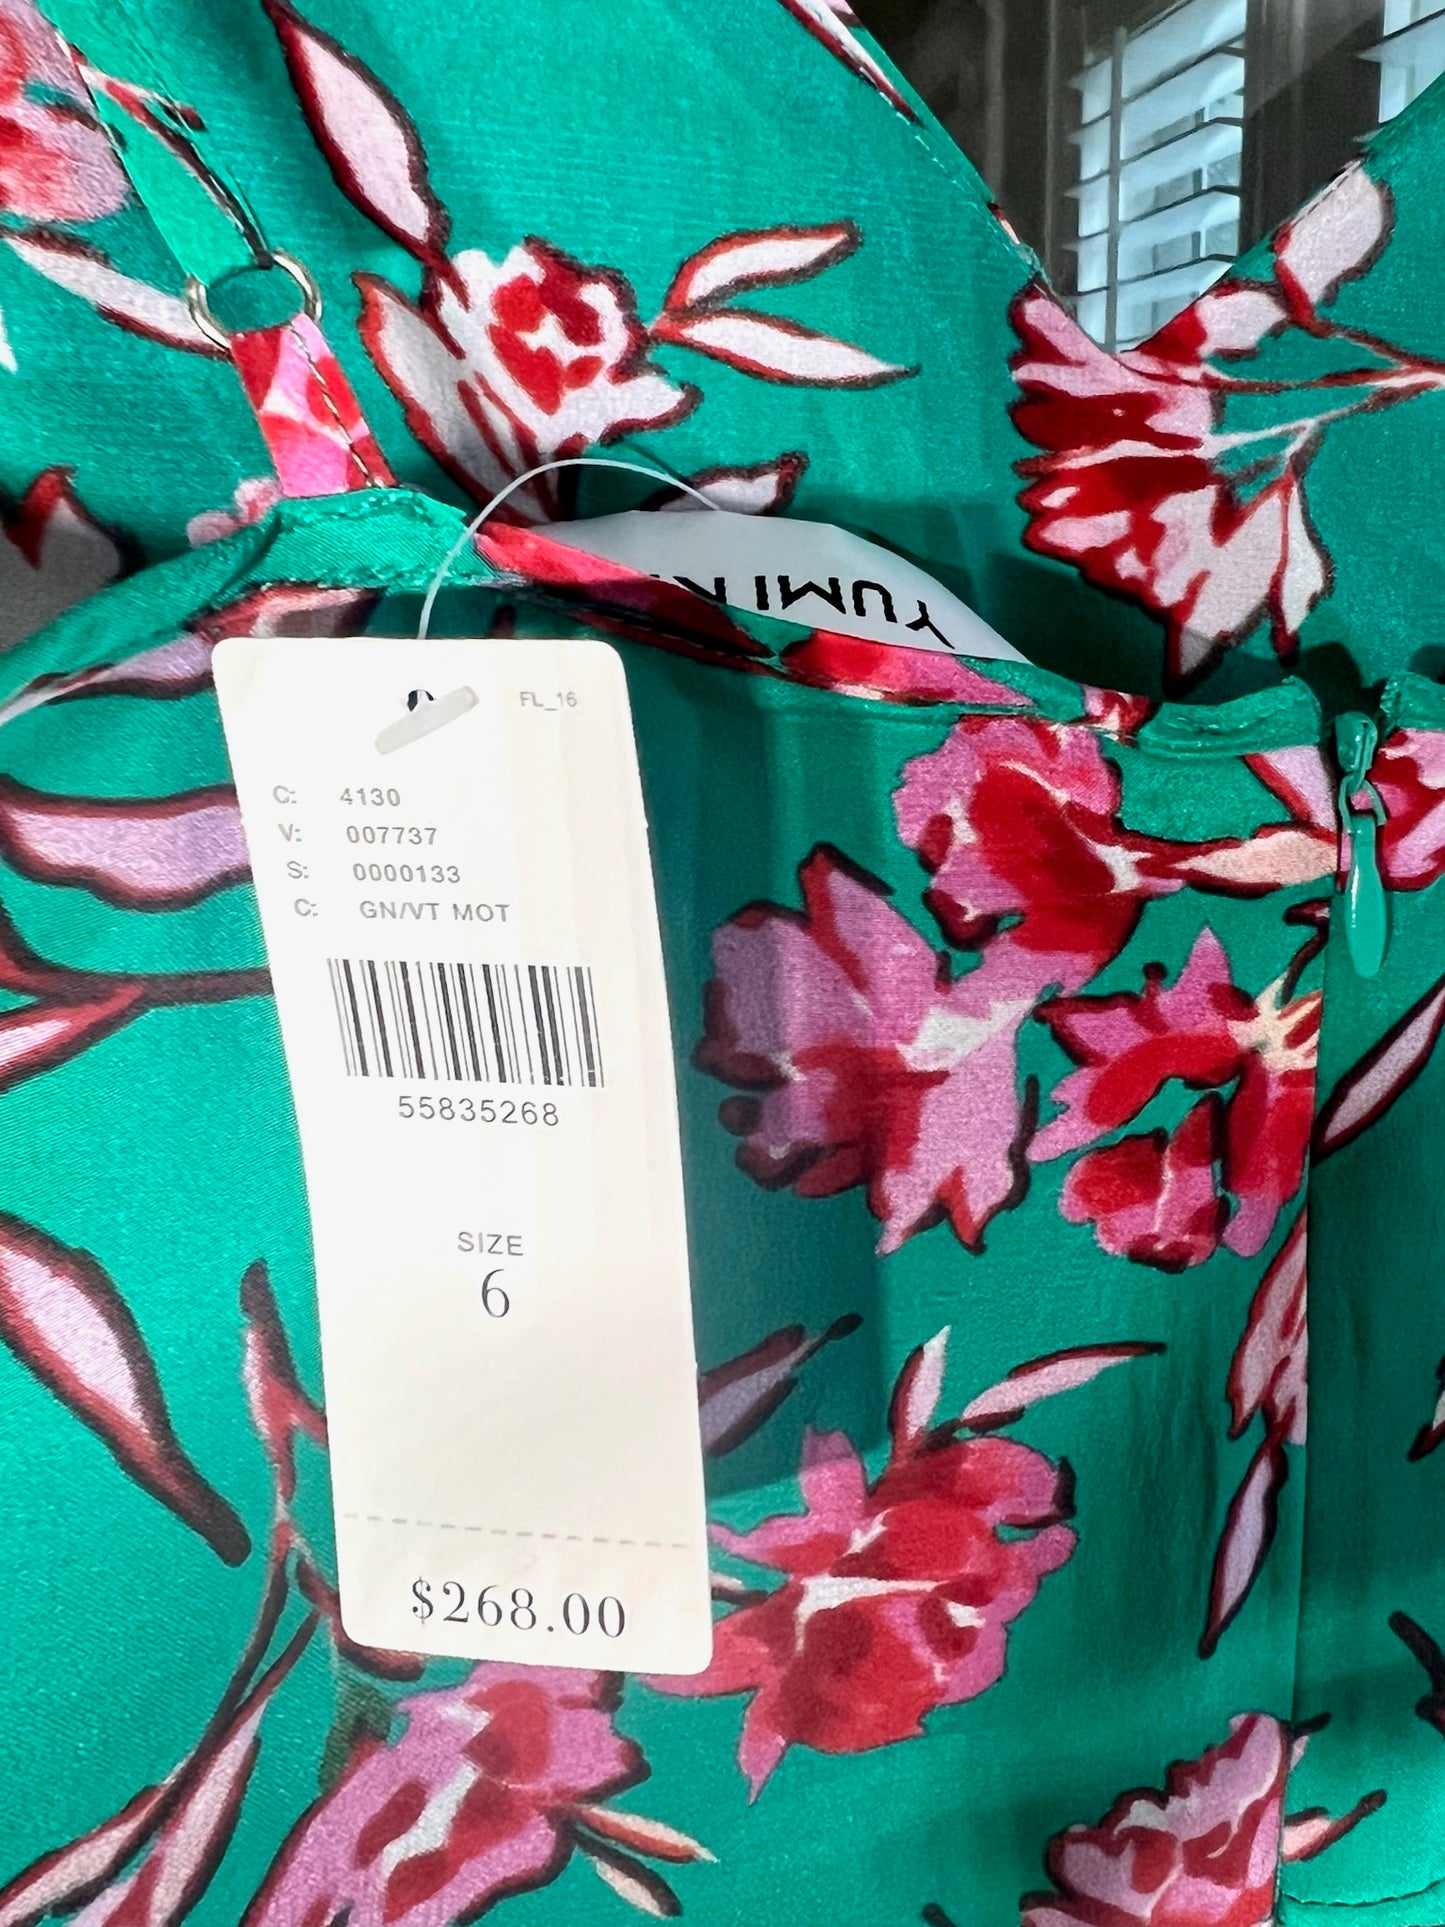 YUMI K
FL_16
C: 4130
V: 007737
S: 0000133
C: GN/VT MOT
55835268
SIZE
6
$268.00